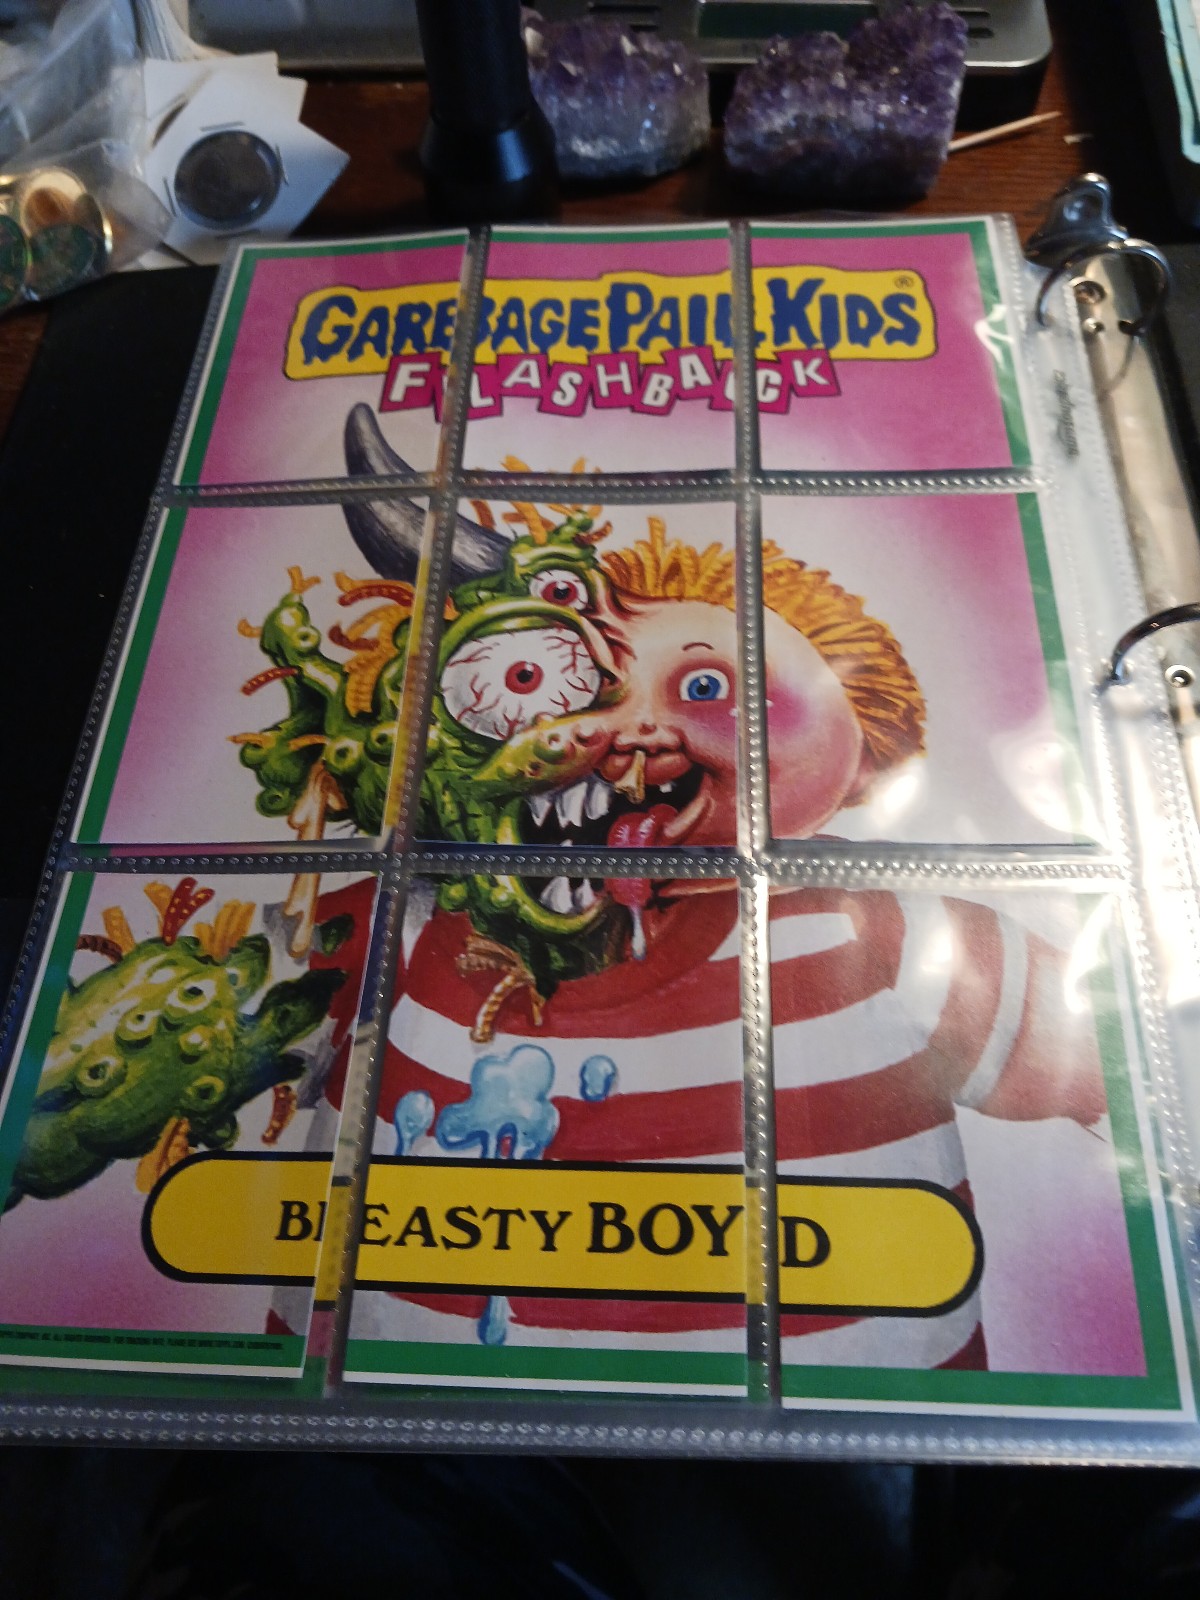 GARBAGE PAIL KIDS ®
FLASHBACK
BEASTY BOYD